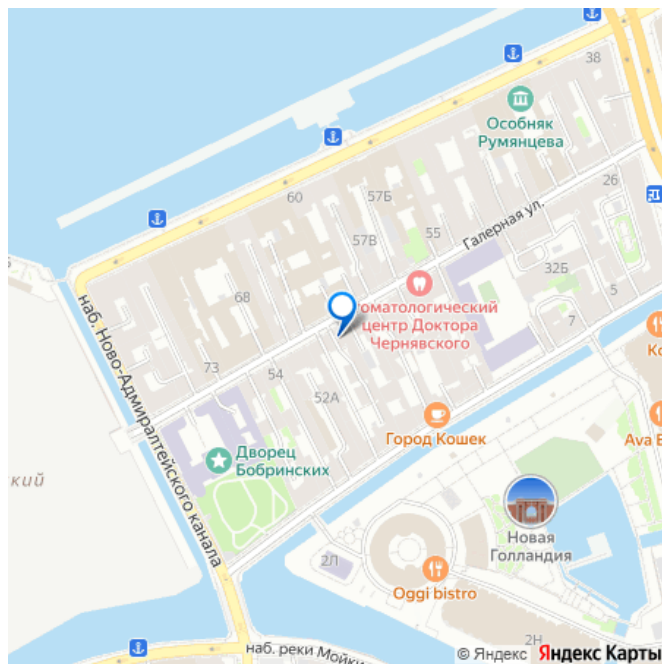 38
Особняк
Румянцева
60
57Б
26
57В
55
Галерная ул.
32Б
68
5
томатологический
центр Доктора
Чернявского
7
73
54
52А
Город Кошек
Ava
наб. Ново-Адмиралтейского канала
Дворец
Бобринских
кий
Новая
Голландия
2Л
Oggi bistro
2Н
наб. реки Мойки
© Яндекс Яндекс Карты